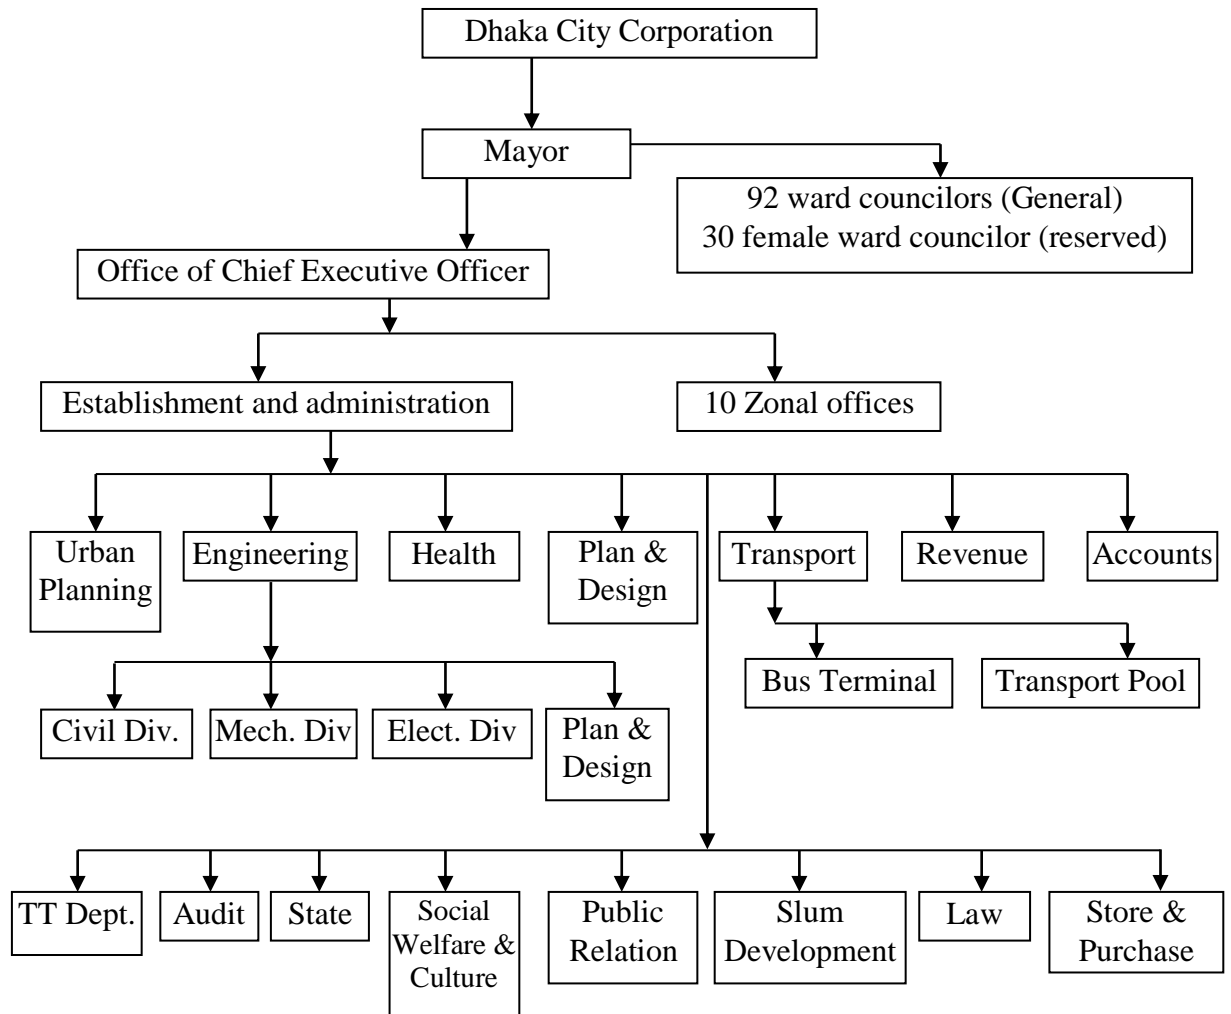 Dhaka City Corporation
Mayor
92 ward councilors (General)
30 female ward councilor (reserved)
Office of Chief Executive Officer
Establishment and administration
10 Zonal offices
Urban
Planning
Engineering
Health
Plan &
Design
Transport
Revenue
Accounts
Bus Terminal
Transport Pool
Civil Div.
Mech. Div
Elect. Div
Plan &
Design
TT Dept.
Audit
State
Social
Welfare &
Culture
Public
Relation
Slum
Development
Law
Store &
Purchase